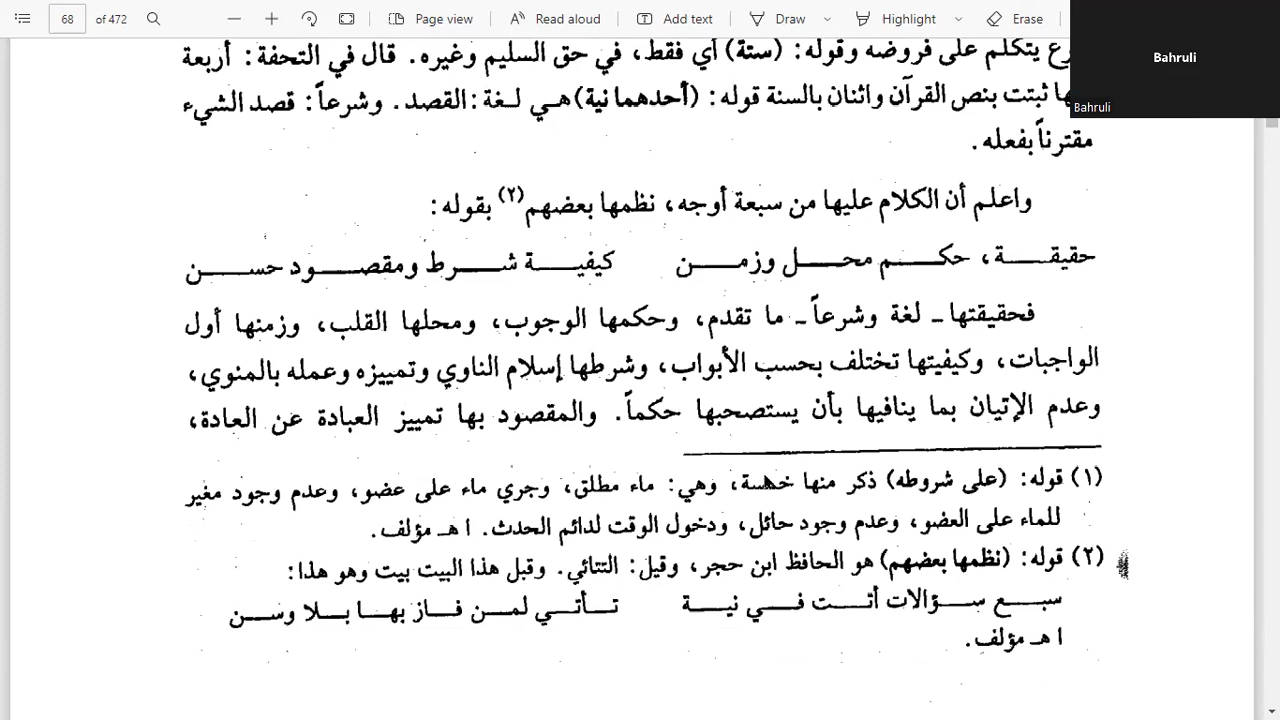 68 of 472 Page view Read aloud Add text Draw Highlight Erase
Bahruli
Bahruli
يتكلم على فروضه وقوله: (ستة) أي فقط، في حق السليم وغيره. قال في التحفة: أربعة
ثبتت بنص القرآن واثنان بالسنة قوله: (أحدهما نية) هي لغة: القصد. وشرعاً: قصد الشيء
مقترناً بفعله.
واعلم أن الكلام عليها من سبعة أوجه، نظمها بعضهم(٢) بقوله:
حقيقة، حكم محل وزمن كيفية شرط ومقصود حسن
فحقيقتها ـ لغة وشرعاً ـ ما تقدم، وحكمها الوجوب، ومحلها القلب، وزمنها أول
الواجبات، وكيفيتها تختلف بحسب الأبواب، وشرطها إسلام الناوي وتمييزه وعمله بالمنوي،
وعدم الإتيان بما ينافيها بأن يستصحبها حكماً. والمقصود بها تمييز العبادة عن العادة،
(١) قوله: (على شروطه) ذكر منها خمسة، وهي: ماء مطلق، وجري ماء على عضو، وعدم وجود مغير
للماء على العضو، وعدم وجود حائل، ودخول الوقت لدائم الحدث. ا هـ مؤلف.
(٢) قوله: (نظمها بعضهم) هو الحافظ ابن حجر، وقيل: التتائي. وقبل هذا البيت بيت وهو هذا:
سبع سؤالات أتت في نية تأتي لمن فاز بها بلا وسن
ا هـ مؤلف.